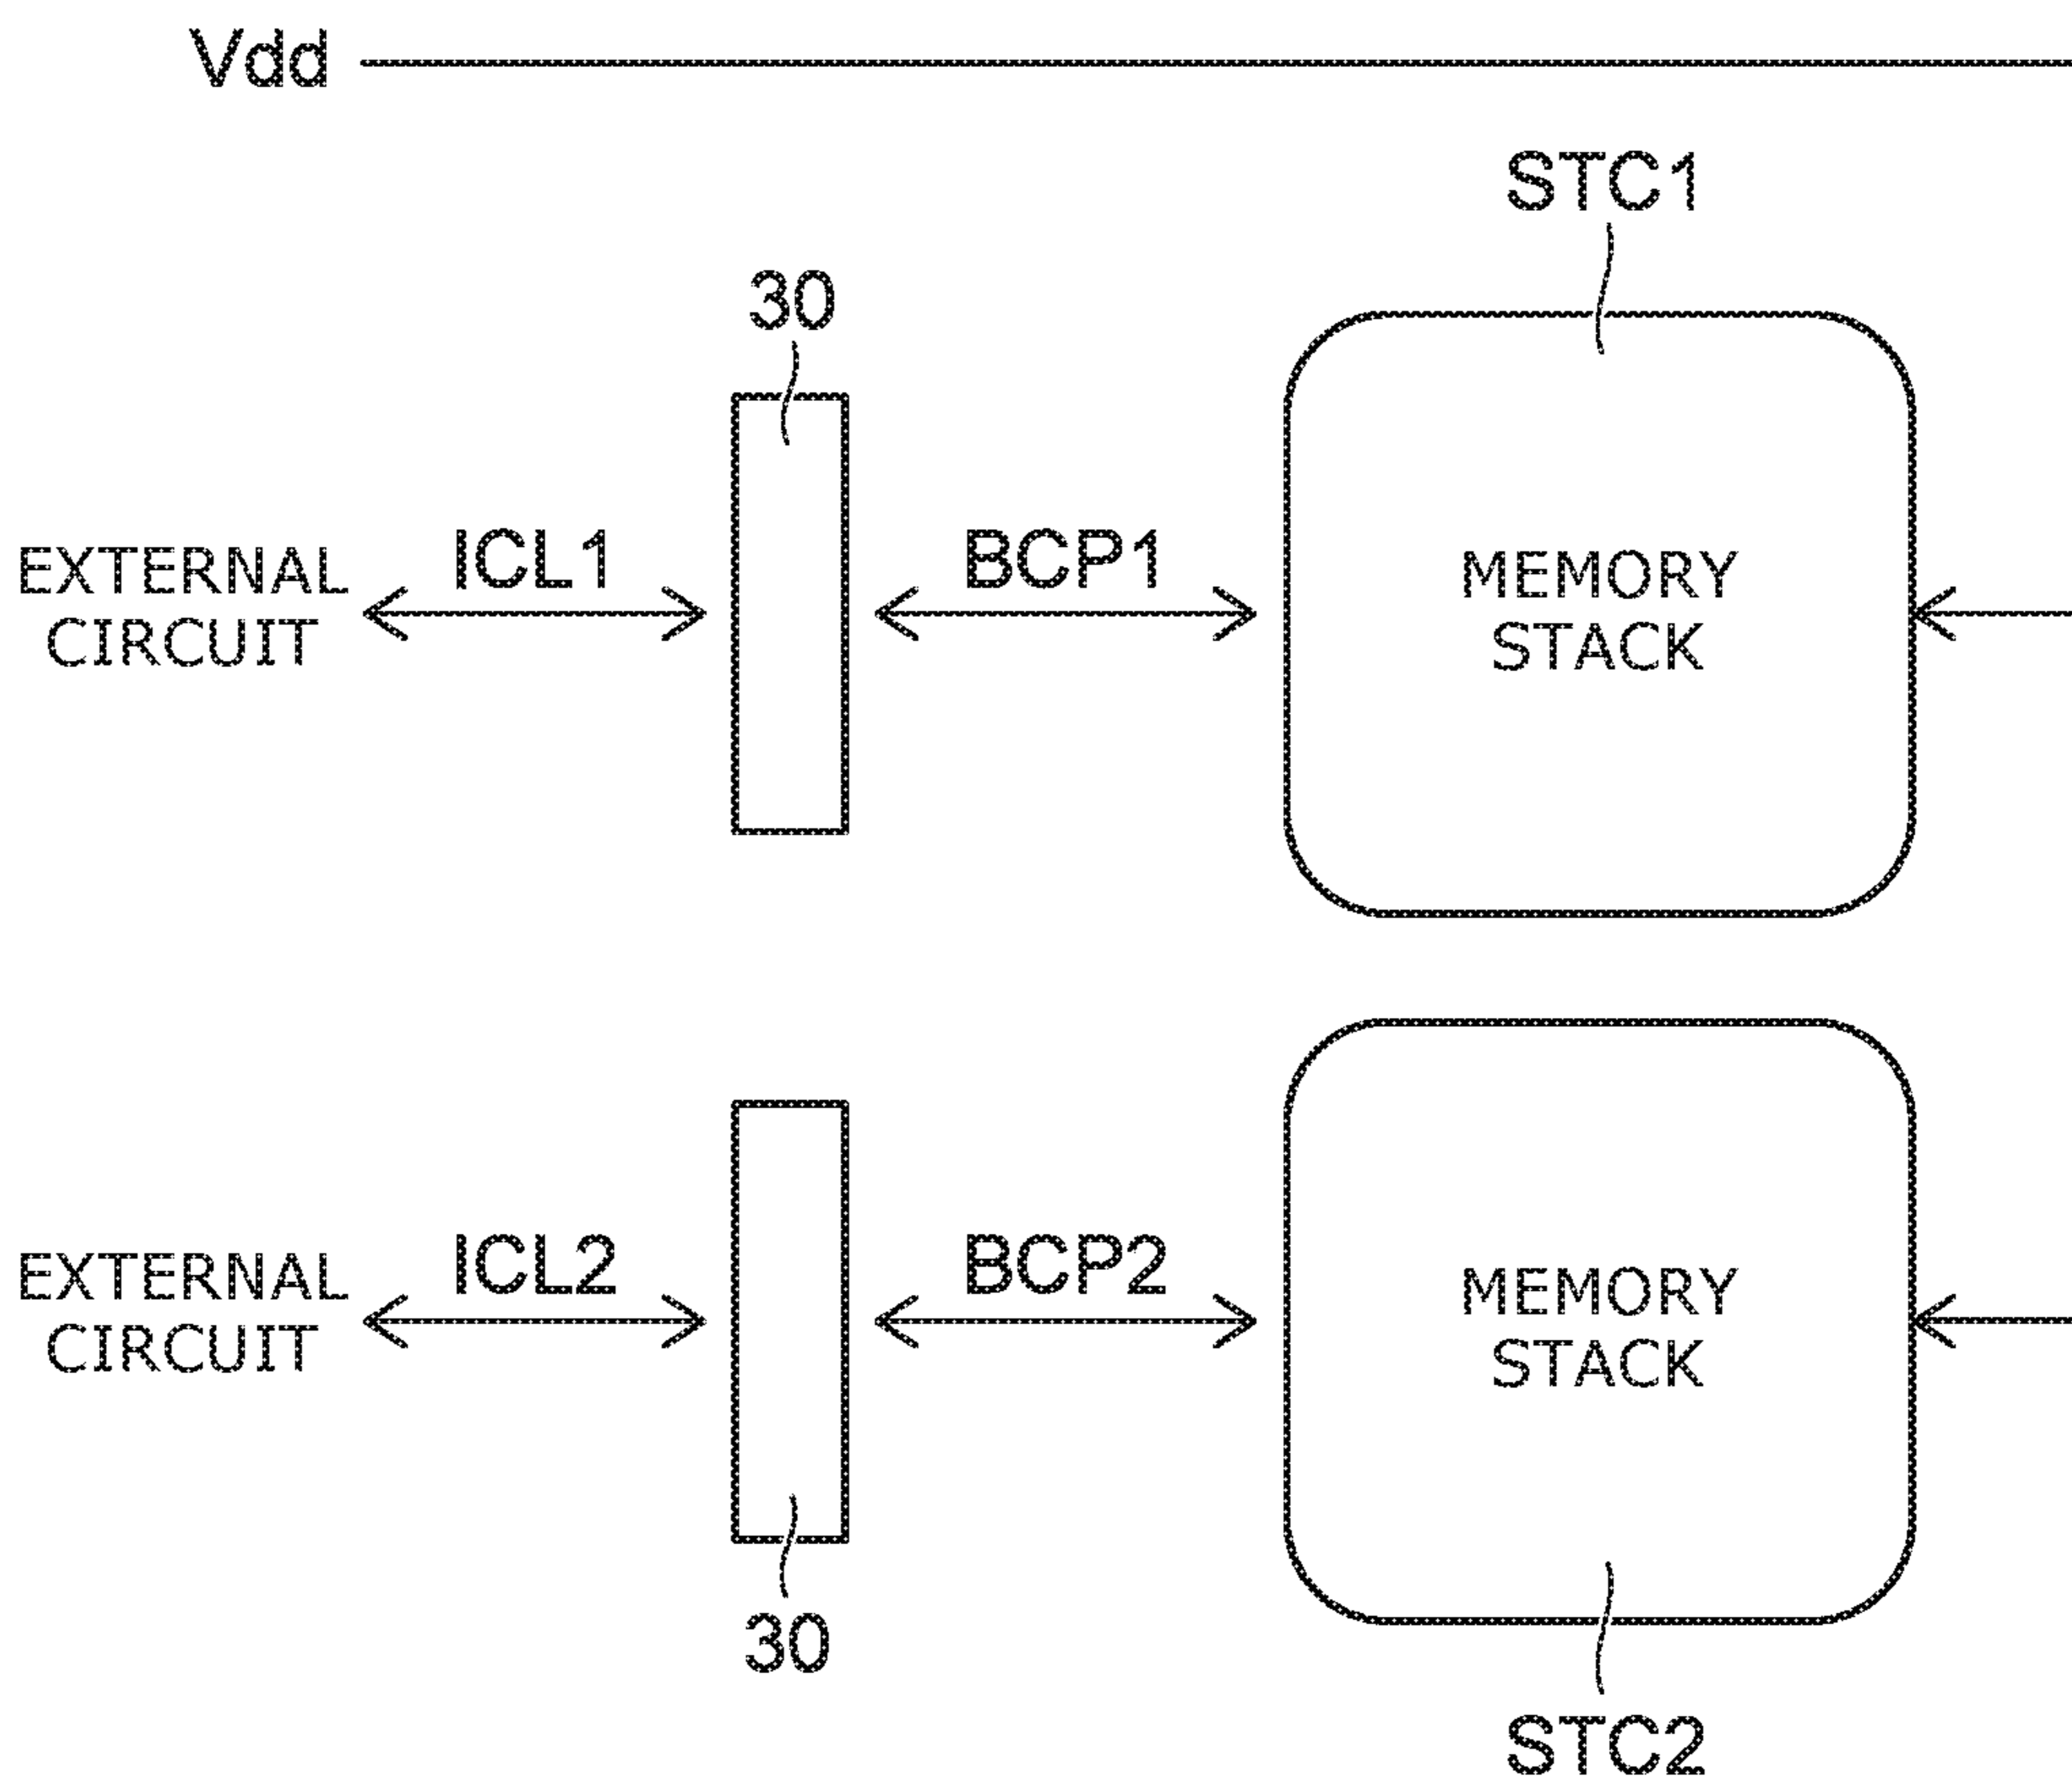 Vdd
STC1
30
EXTERNAL
CIRCUIT
ICL1
BCP1
MEMORY
STACK
EXTERNAL
CIRCUIT
ICL2
BCP2
MEMORY
STACK
30
STC2